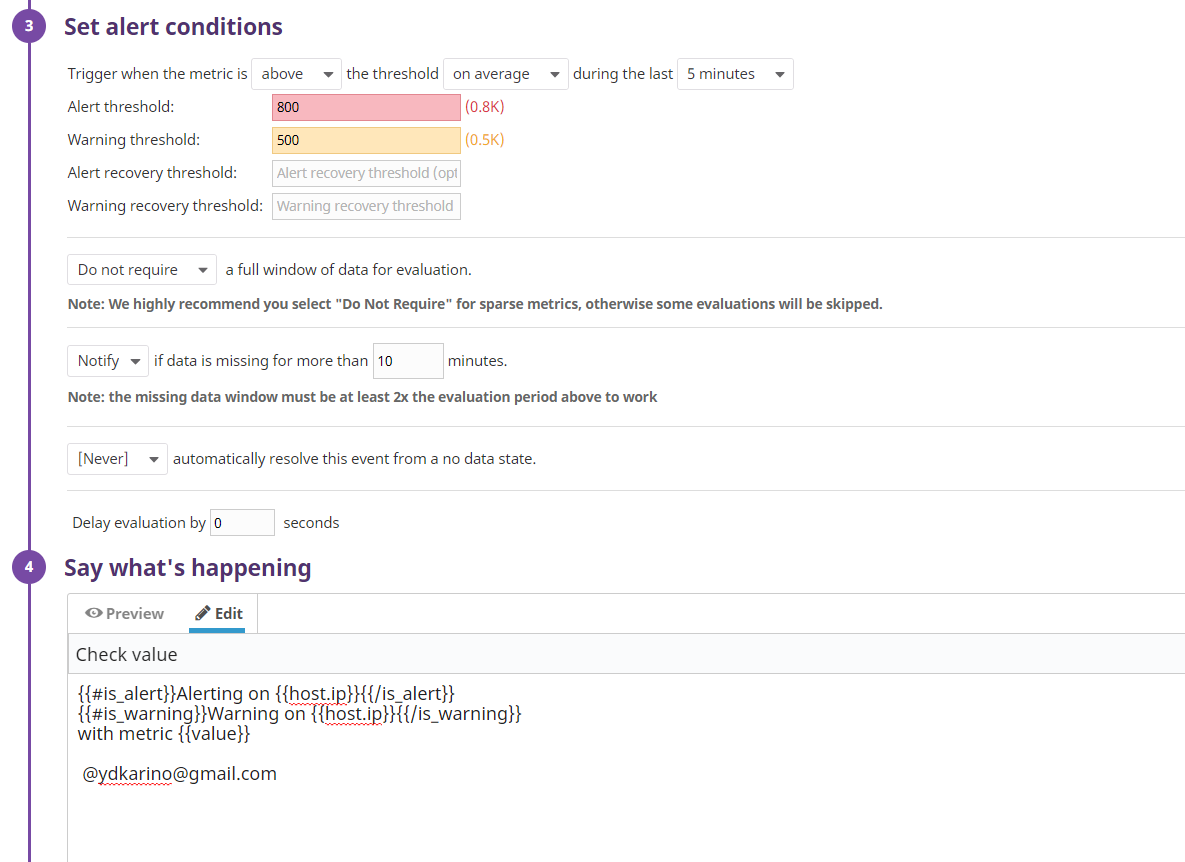 3 Set alert conditions
Trigger when the metric is above the threshold on average during the last 5 minutes
Alert threshold: 800 (0.8K)
Warning threshold: 500 (0.5K)
Alert recovery threshold: Alert recovery threshold (opt
Warning recovery threshold: Warning recovery threshold
Do not require a full window of data for evaluation.
Note: We highly recommend you select "Do Not Require" for sparse metrics, otherwise some evaluations will be skipped.
Notify if data is missing for more than 10 minutes.
Note: the missing data window must be at least 2x the evaluation period above to work
[Never] automatically resolve this event from a no data state.
Delay evaluation by 0 seconds
4 Say what's happening
Preview Edit
Check value
{{#is_alert}}Alerting on {{host.ip}}{{/is_alert}}
{{#is_warning}}Warning on {{host.ip}}{{/is_warning}}
with metric {{value}}
@ydkarino@gmail.com